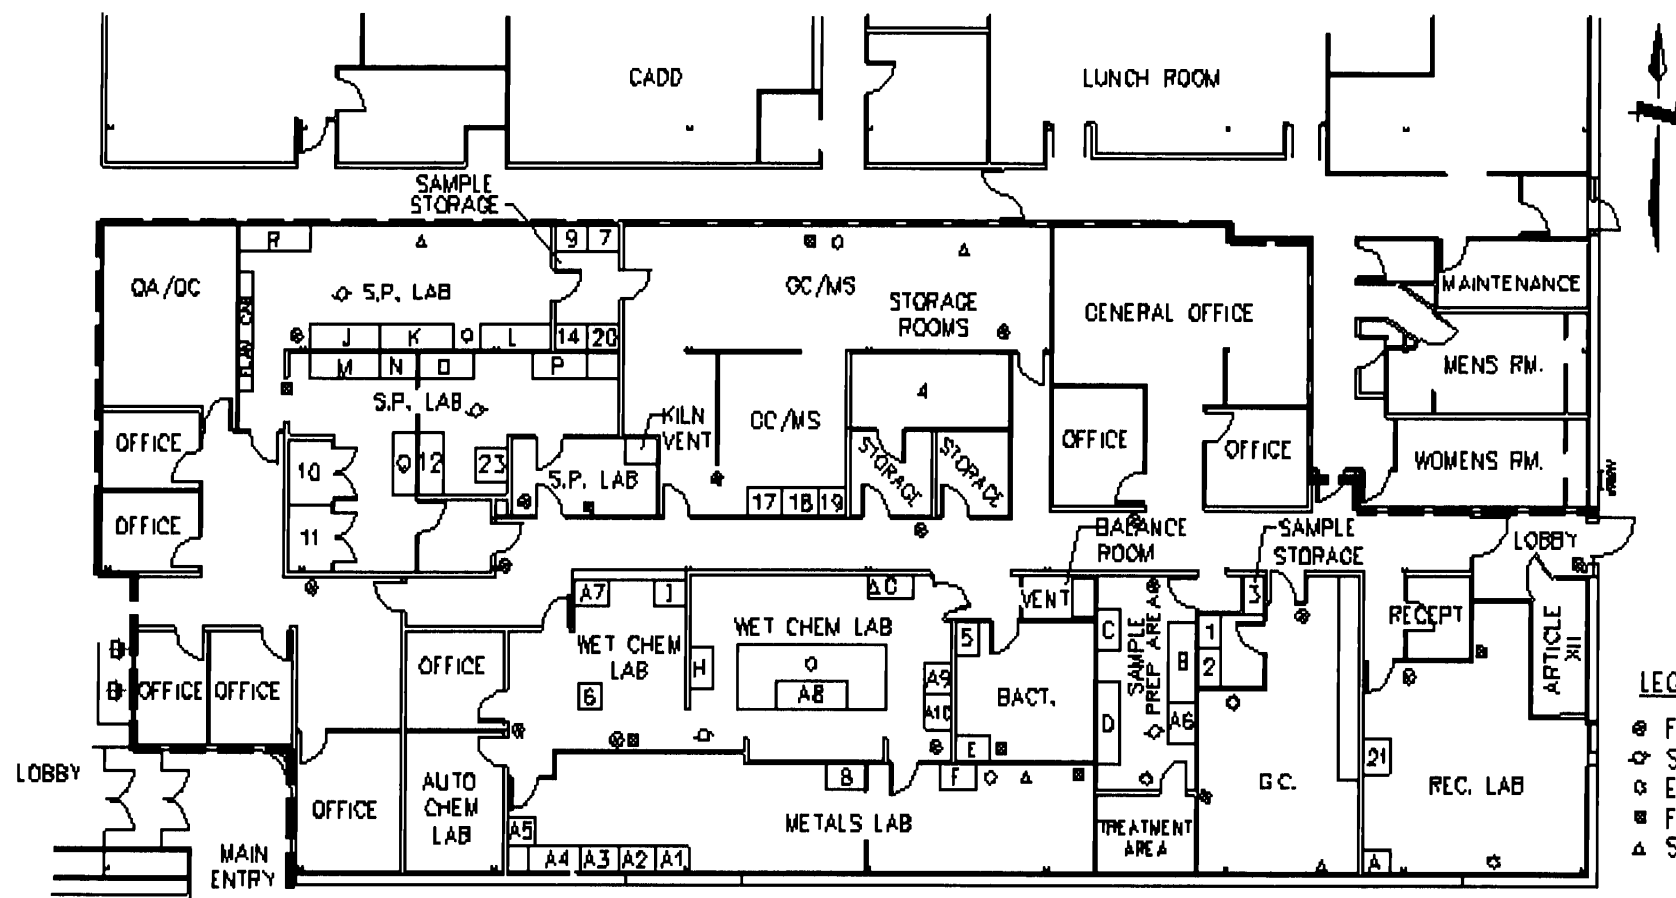 CADD
LUNCH ROOM
SAMPLE
STORAGE
R
9
7
QA/QC
S.P. LAB
GC/MS
STORAGE
ROOMS
GENERAL OFFICE
MAINTENANCE
J
K
L
14
20
M
N
O
P
MENS RM.
S.P. LAB
4
KILN
VENT
GC/MS
OFFICE
OFFICE
OFFICE
WOMENS RM.
10
Q
12
23
S.P. LAB
STORAGE
STORAGE
17
18
19
OFFICE
11
BALANCE
ROOM
SAMPLE
STORAGE
LOBBY
A7
I
C
VENT
3
WET CHEM
LAB
WET CHEM LAB
5
C
SAMPLE
PREP AREA
1
RECEPT
ARTICLE
XII
OFFICE
H
B
2
OFFICE
OFFICE
6
A8
A9
A10
BACT.
D
A6
LEG
E
F
S
E
F
S
21
LOBBY
B
F
G.C.
REC. LAB
OFFICE
AUTO
CHEM
LAB
METALS LAB
TREATMENT
AREA
A5
MAIN
ENTRY
A4
A3
A2
A1
A